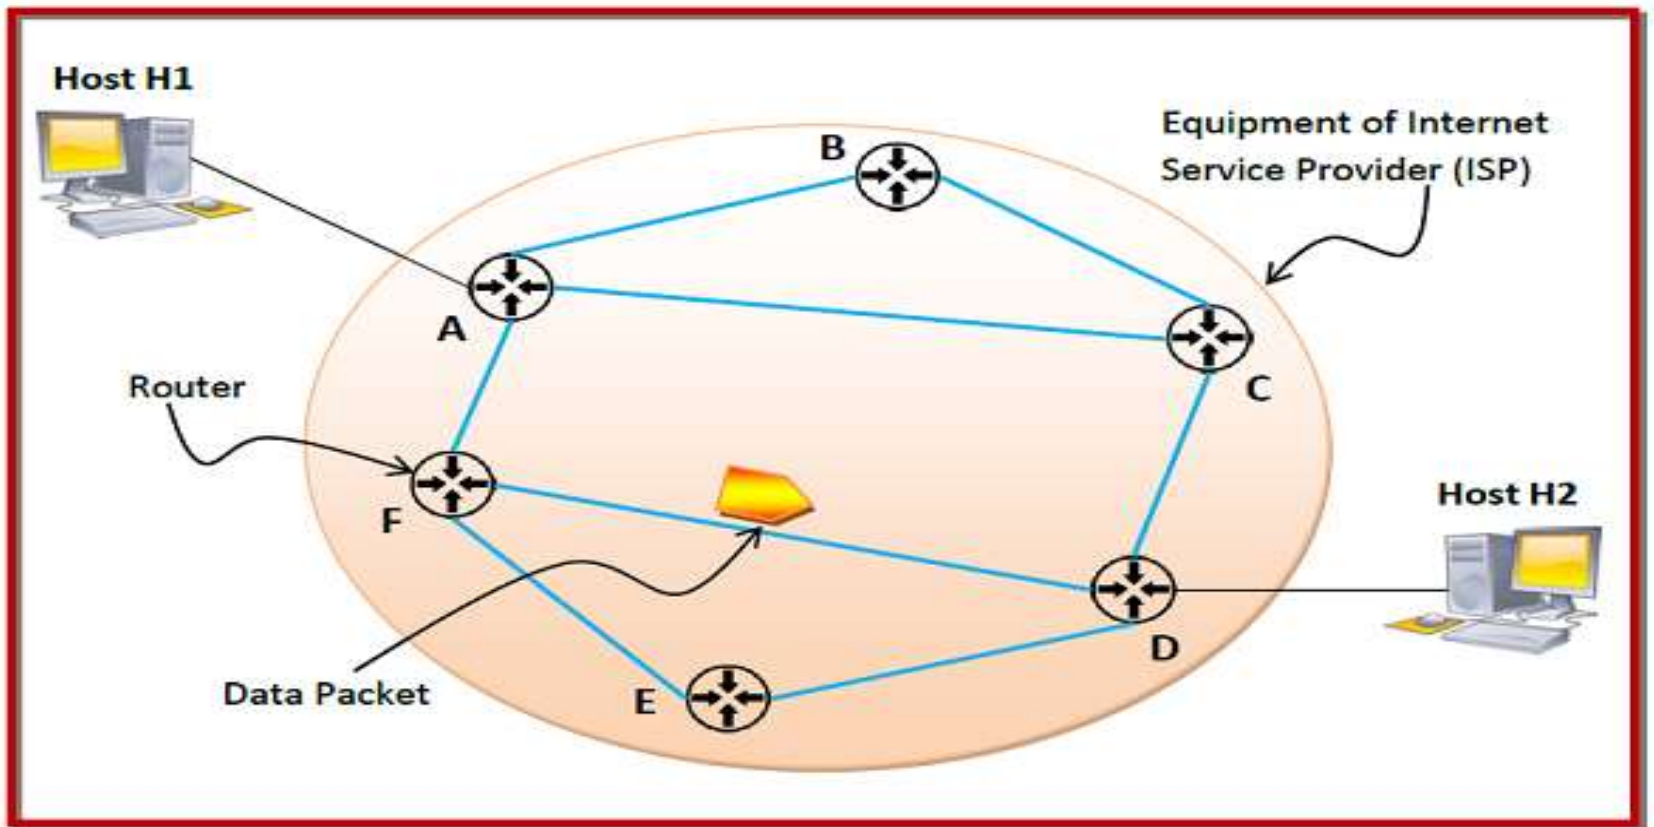 Host H1
B
Equipment of Internet
Service Provider (ISP)
A
Router
C
Host H2
F
D
Data Packet
E